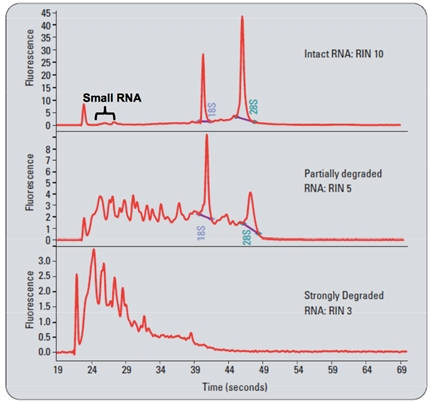 45
40
35
30
25
20
15
10
5
0
Fluorescence
Small RNA
18S
28S
Intact RNA: RIN 10
8
7
6
5
4
3
2
1
0
Fluorescence
18S
28S
Partially degraded
RNA: RIN 5
3.0
2.5
2.0
1.5
1.0
0.5
0.0
Fluorescence
Strongly Degraded
RNA: RIN 3
19 24 29 34 39 44 49 54 59 64 69
Time (seconds)